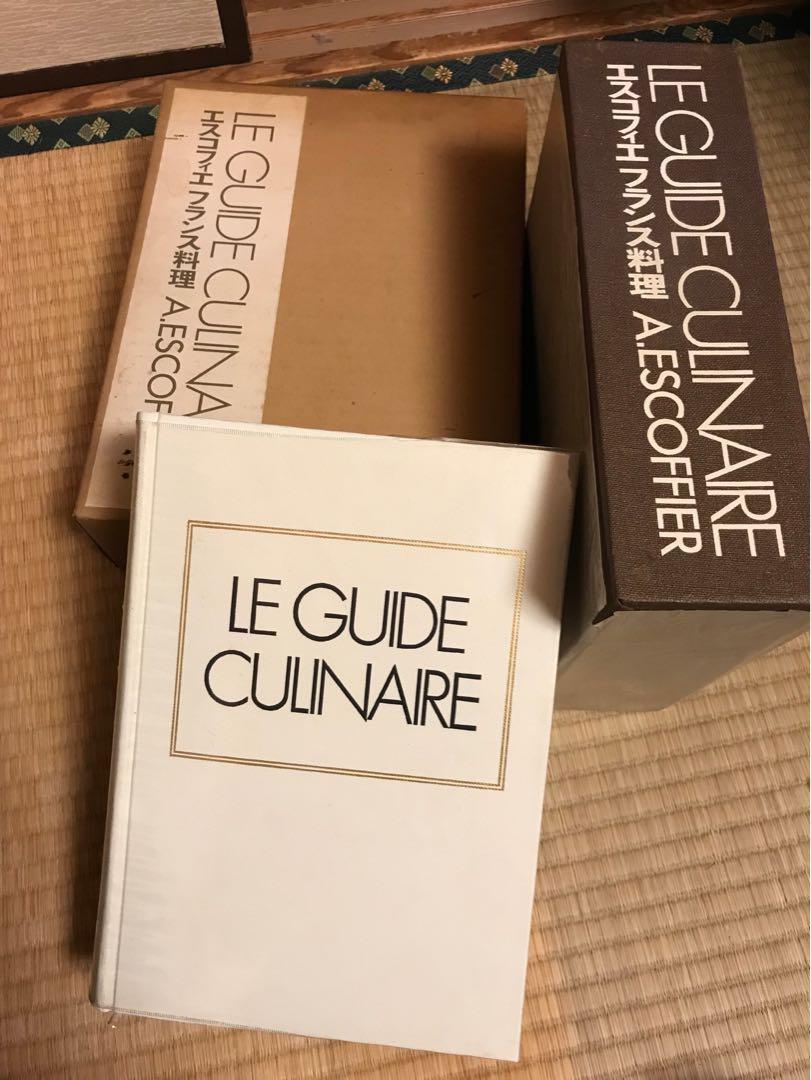 LE GUIDE CULINA
エスコフィエ フランス料理 A.ESCOF
LE GUIDE CULINAIRE
エスコフィエ フランス料理 A.ESCOFFIER
LE GUIDE
CULINAIRE